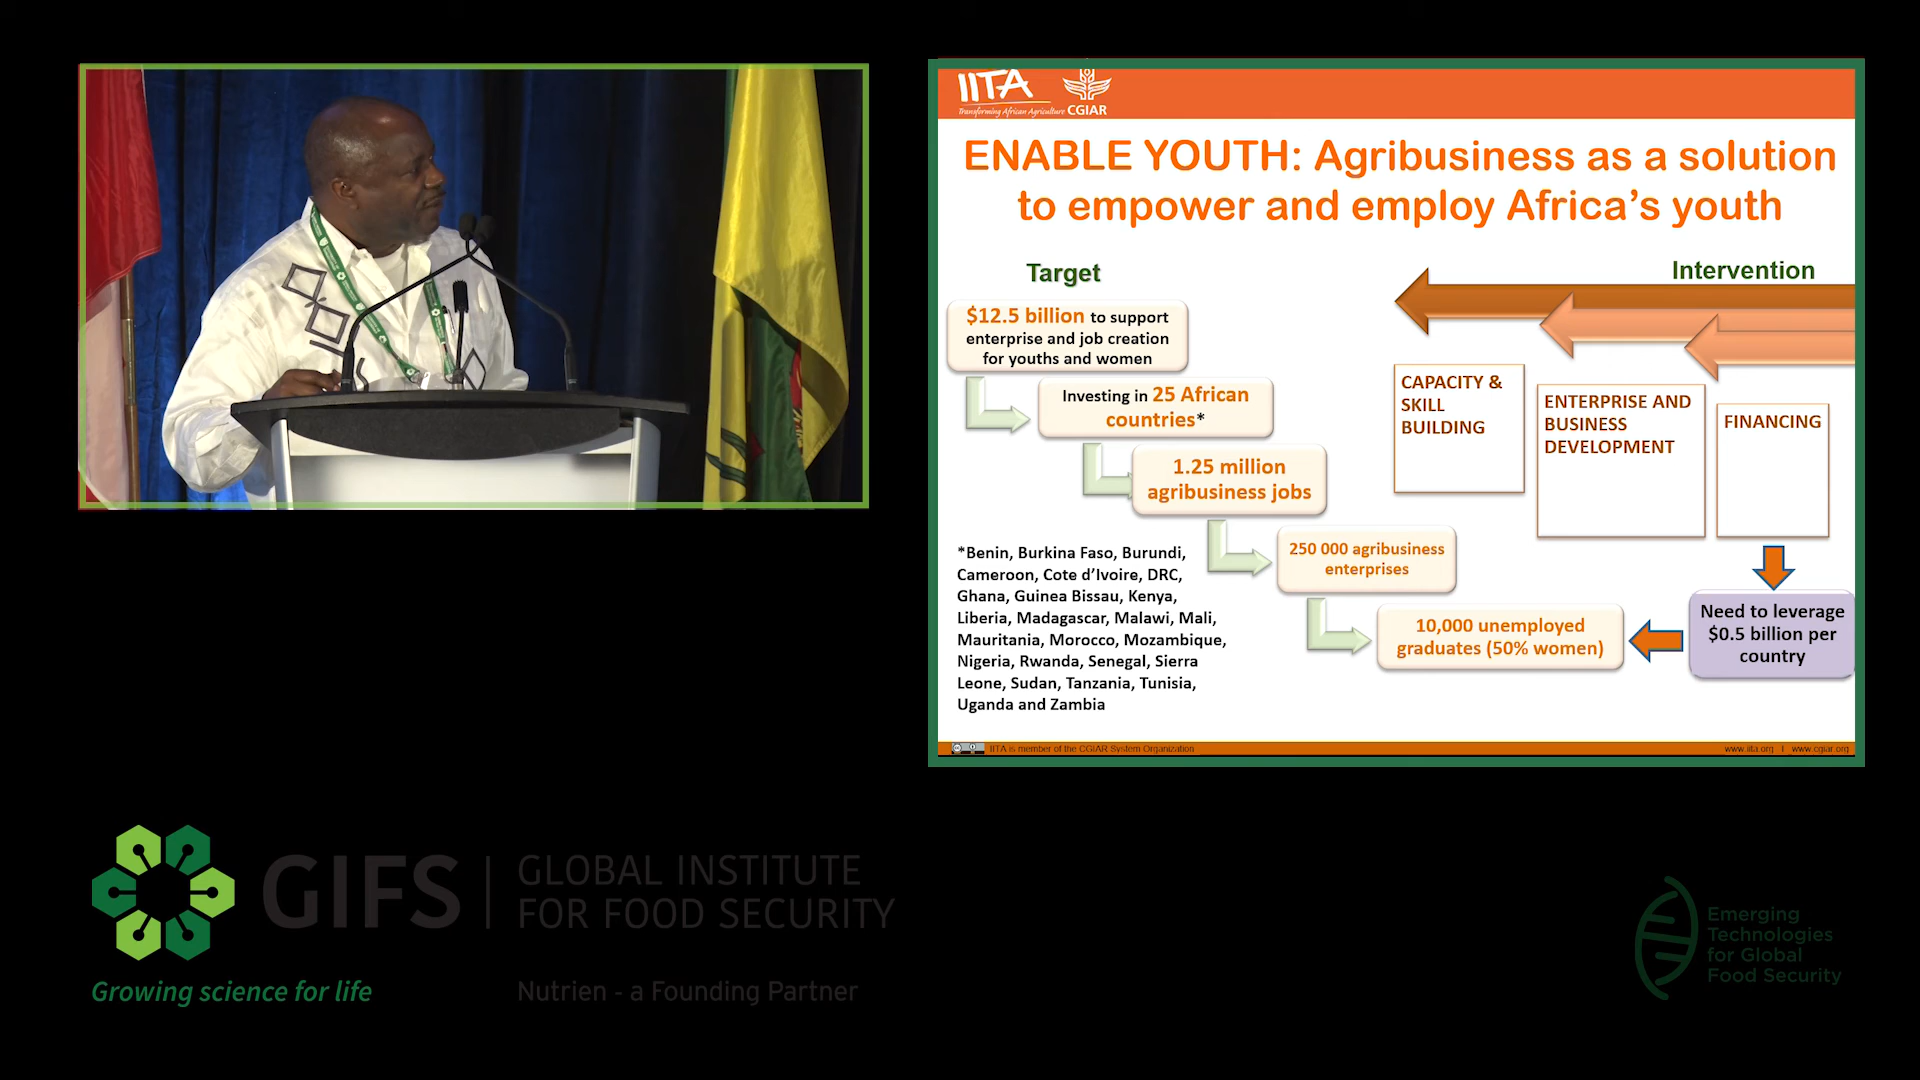 IITA
Transforming African Agriculture
CGIAR
ENABLE YOUTH: Agribusiness as a solution
to empower and employ Africa's youth
Target
$12.5 billion to support
enterprise and job creation
for youths and women
Investing in 25 African
countries*
1.25 million
agribusiness jobs
250 000 agribusiness
enterprises
10,000 unemployed
graduates (50% women)
*Benin, Burkina Faso, Burundi,
Cameroon, Cote d'Ivoire, DRC,
Ghana, Guinea Bissau, Kenya,
Liberia, Madagascar, Malawi, Mali,
Mauritania, Morocco, Mozambique,
Nigeria, Rwanda, Senegal, Sierra
Leone, Sudan, Tanzania, Tunisia,
Uganda and Zambia
Intervention
CAPACITY &
SKILL
BUILDING
ENTERPRISE AND
BUSINESS
DEVELOPMENT
FINANCING
Need to leverage
$0.5 billion per
country
IITA is member of the CGIAR System Organization
www.iita.org | www.cgiar.org
GIFS
GLOBAL INSTITUTE
FOR FOOD SECURITY
Growing science for life
Nutrien - a Founding Partner
Emerging
Technologies
for Global
Food Security